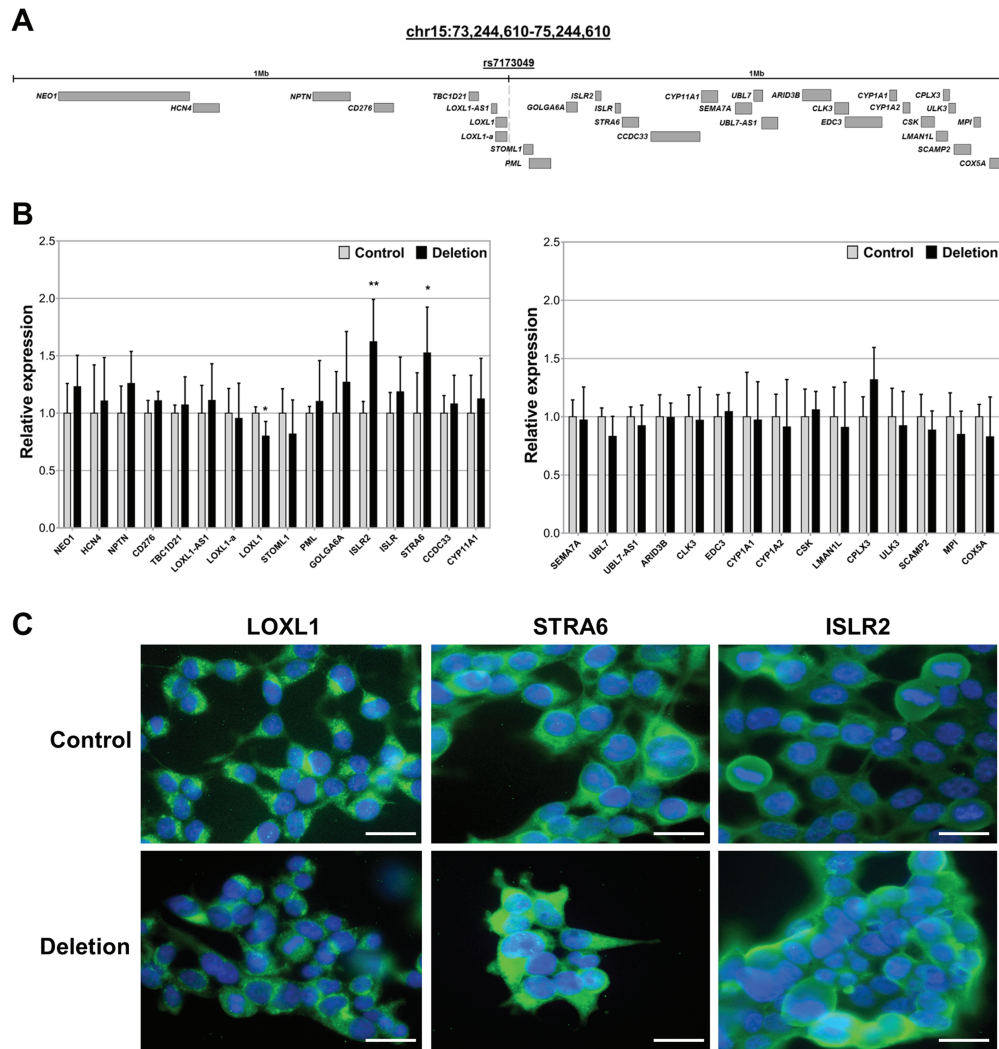 A
chr15:73,244,610-75,244,610
rs7173049
1Mb
1Mb
NEO1
HCN4
NPTN
CD276
TBC1D21
LOXL1-AS1
LOXL1
LOXL1-a
STOML1
PML
GOLGA6A
ISLR2
ISLR
STRA6
CCDC33
CYP11A1
SEMA7A
UBL7
UBL7-AS1
ARID3B
CLK3
EDC3
CYP1A1
CYP1A2
CSK
LMAN1L
CPLX3
ULK3
SCAMP2
MPI
COX5A
B
Relative expression
2.5
2.0
1.5
1.0
0.5
0.0
Control Deletion
**
*
*
NEO1
HCN4
NPTN
CD276
TBC1D21
LOXL1-AS1
LOXL1-a
LOXL1
STOML1
PML
GOLGA6A
ISLR2
ISLR
STRA6
CCDC33
CYP11A1
Relative expression
2.5
2.0
1.5
1.0
0.5
0.0
Control Deletion
SEMA7A
UBL7
UBL7-AS1
ARID3B
CLK3
EDC3
CYP1A1
CYP1A2
CSK
LMAN1L
CPLX3
ULK3
SCAMP2
MPI
COX5A
C
LOXL1
STRA6
ISLR2
Control
Deletion